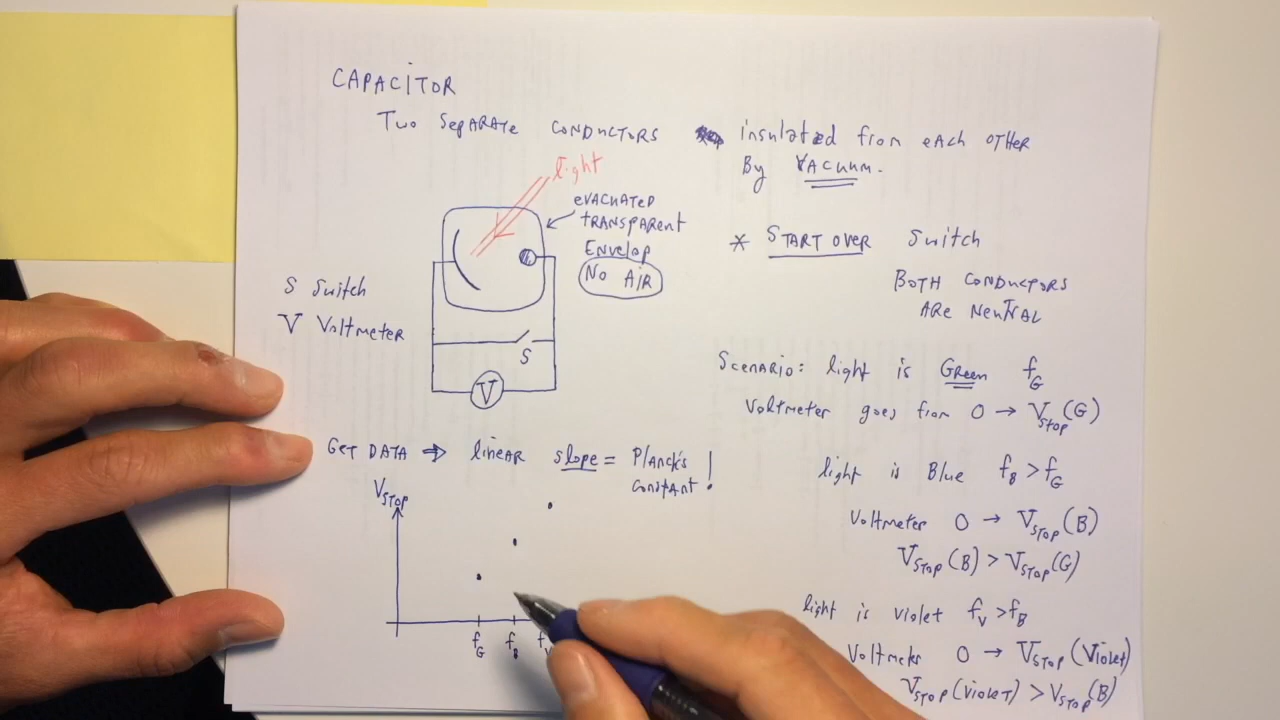 CAPACITOR
Two SepARATe CONDuCTORS insulated from eAch OTHeR
By VACuum.
light
eVACuATeD
TRANSpARenT
Envelop
No AiR
* START OVeR Switch
BOTH CONDuCTORS
ARe NeuTRAL
S Switch
V Voltmeter
S
V
Scenario: light is GReen f_G
Voltmeter goes from 0 → V_STOP(G)
light is Blue f_B > f_G
Voltmeter 0 → V_STOP(B)
V_STOP(B) > V_STOP(G)
light is violet f_V > f_B
Voltmeter 0 → V_STOP(Violet)
V_STOP(violet) > V_STOP(B)
GeT DATA ⇒ lineAR slope = Planck's
constant!
V_STOP
f_G f_B f_V